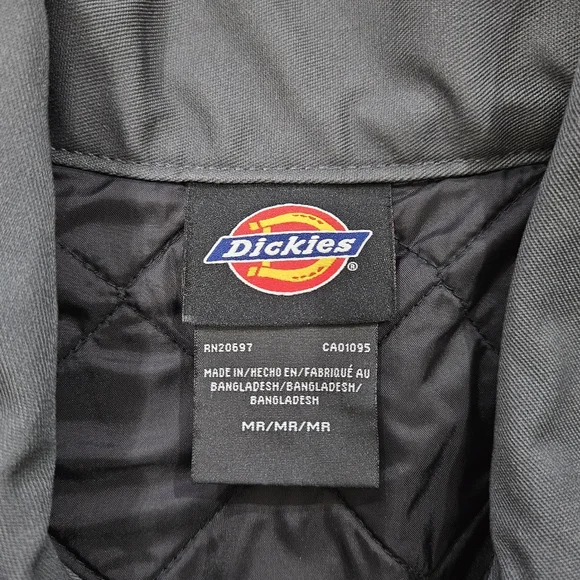 Dickies
®
RN20697 CA01095
MADE IN/HECHO EN/FABRIQUÉ AU
BANGLADESH/BANGLADESH/
BANGLADESH
MR/MR/MR